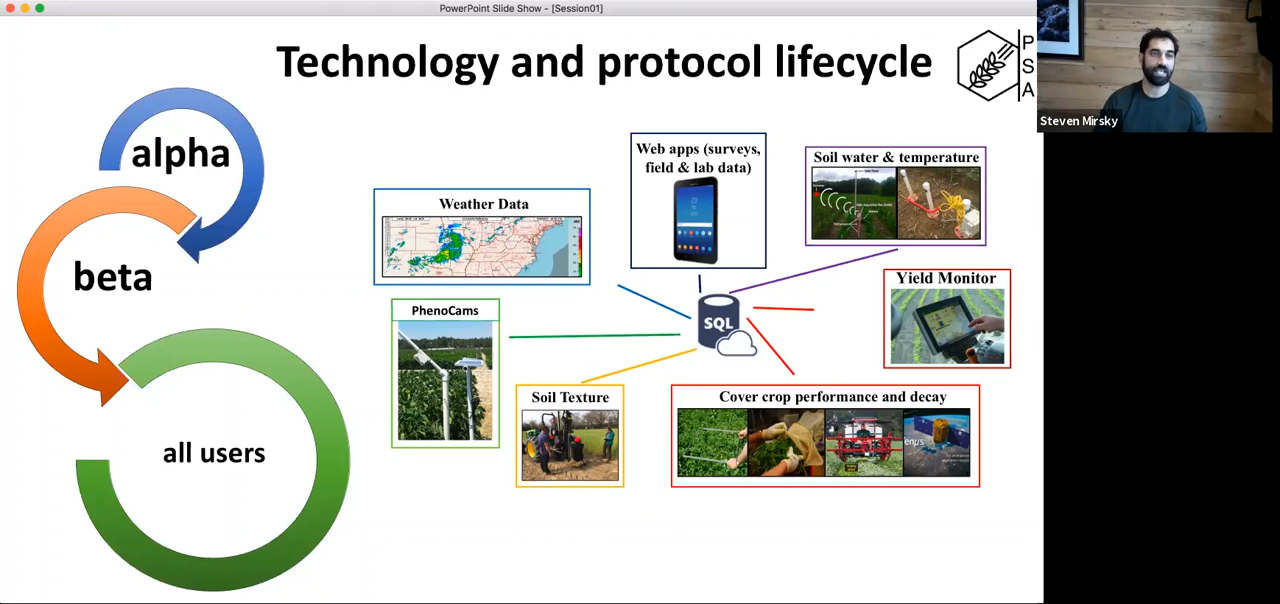 PowerPoint Slide Show - [Session01]
Technology and protocol lifecycle
P
S
A
Steven Mirsky
alpha
beta
all users
Web apps (surveys,
field & lab data)
Soil water & temperature
Weather Data
Yield Monitor
PhenoCams
SQL
Soil Texture
Cover crop performance and decay
enµs